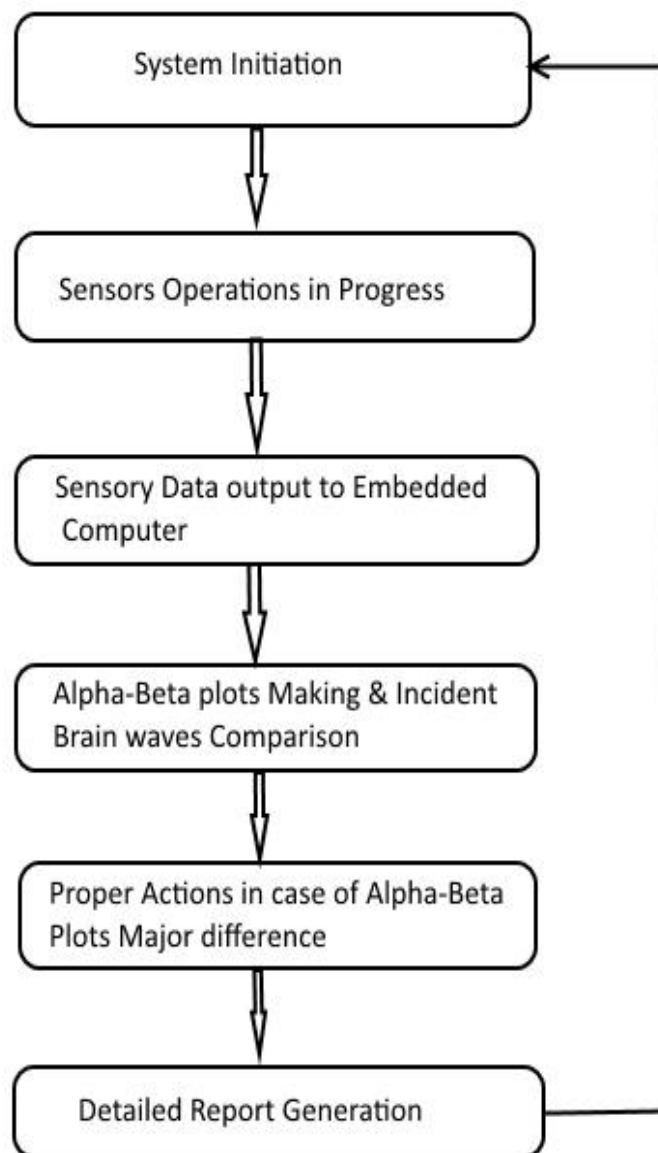 System Initiation
Sensors Operations in Progress
Sensory Data output to Embedded
Computer
Alpha-Beta plots Making & Incident
Brain waves Comparison
Proper Actions in case of Alpha-Beta
Plots Major difference
Detailed Report Generation